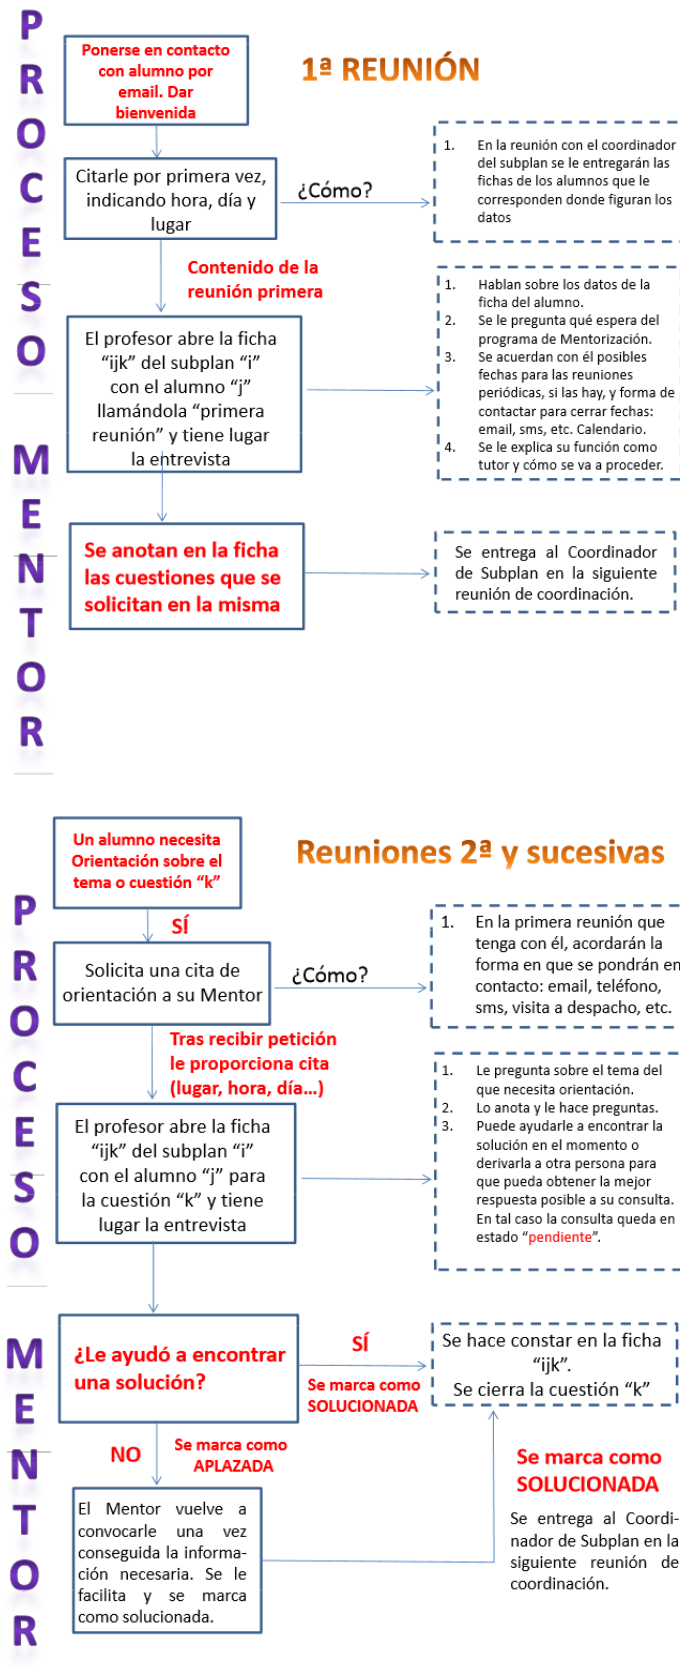 PROCESO MENTOR
1ª REUNIÓN
Ponerse en contacto
con alumno por
email. Dar
bienvenida
Citarle por primera vez,
indicando hora, día y
lugar
¿Cómo?
1. En la reunión con el coordinador
del subplan se le entregarán las
fichas de los alumnos que le
corresponden donde figuran los
datos
Contenido de la
reunión primera
El profesor abre la ficha
“ijk” del subplan “i”
con el alumno “j”
llamándola “primera
reunión” y tiene lugar
la entrevista
1. Hablan sobre los datos de la
ficha del alumno.
2. Se le pregunta qué espera del
programa de Mentorización.
3. Se acuerdan con él posibles
fechas para las reuniones
periódicas, si las hay, y forma de
contactar para cerrar fechas:
email, sms, etc. Calendario.
4. Se le explica su función como
tutor y cómo se va a proceder.
Se anotan en la ficha
las cuestiones que se
solicitan en la misma
Se entrega al Coordinador
de Subplan en la siguiente
reunión de coordinación.
PROCESO MENTOR
Reuniones 2ª y sucesivas
Un alumno necesita
Orientación sobre el
tema o cuestión “k”
SÍ
Solicita una cita de
orientación a su Mentor
¿Cómo?
1. En la primera reunión que
tenga con él, acordarán la
forma en que se pondrán en
contacto: email, teléfono,
sms, visita a despacho, etc.
Tras recibir petición
le proporciona cita
(lugar, hora, día...)
El profesor abre la ficha
“ijk” del subplan “i”
con el alumno “j” para
la cuestión “k” y tiene
lugar la entrevista
1. Le pregunta sobre el tema del
que necesita orientación.
2. Lo anota y le hace preguntas.
3. Puede ayudarle a encontrar la
solución en el momento o
derivarla a otra persona para
que pueda obtener la mejor
respuesta posible a su consulta.
En tal caso la consulta queda en
estado “pendiente”.
¿Le ayudó a encontrar
una solución?
SÍ
Se marca como
SOLUCIONADA
Se hace constar en la ficha
“ijk”.
Se cierra la cuestión “k”
NO
Se marca como
APLAZADA
El Mentor vuelve a
convocarle una vez
conseguida la informa-
ción necesaria. Se le
facilita y se marca
como solucionada.
Se marca como
SOLUCIONADA
Se entrega al Coordi-
nador de Subplan en la
siguiente reunión de
coordinación.